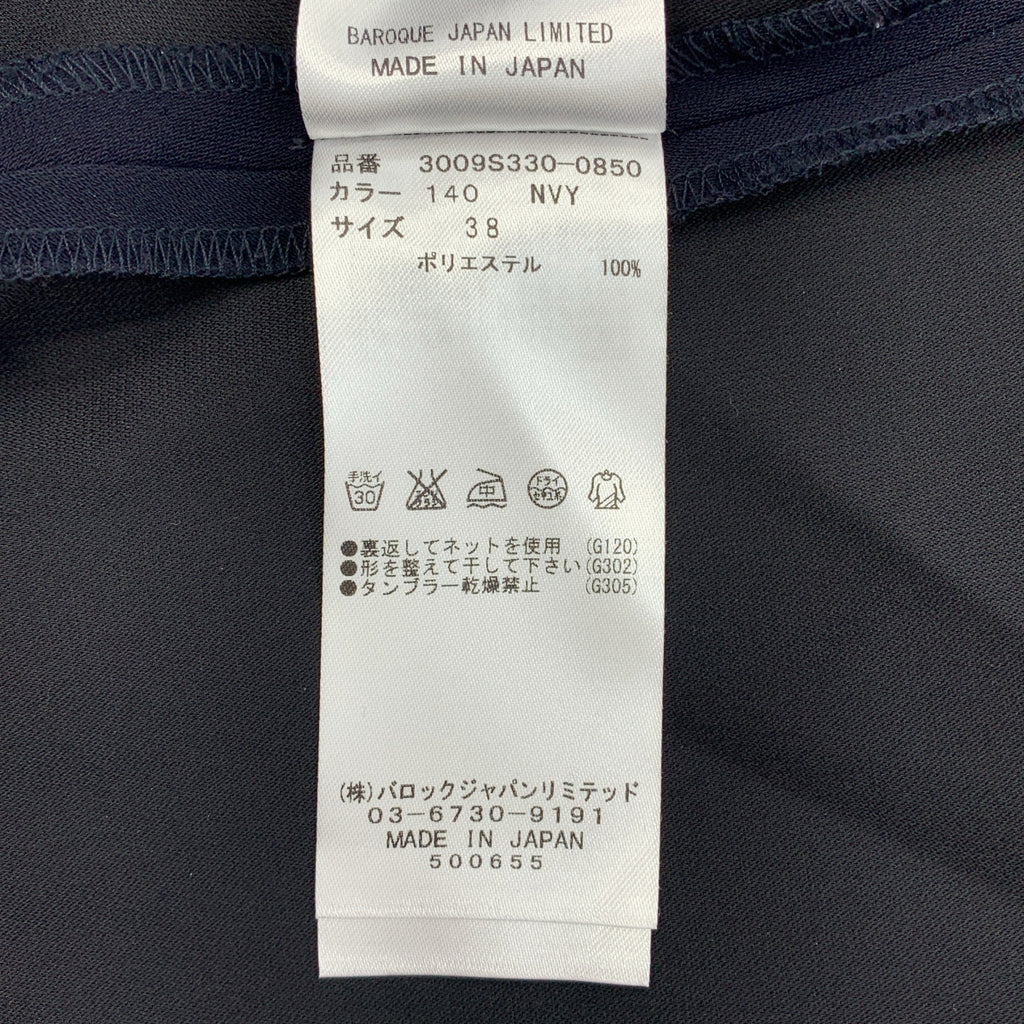 BAROQUE JAPAN LIMITED
MADE IN JAPAN
品番 3009S330-0850
カラー 140 NVY
サイズ 38
ポリエステル 100%
手洗イ 30 中 ドライ
●裏返してネットを使用 (G120)
●形を整えて干して下さい(G302)
●タンブラー乾燥禁止 (G305)
(株)バロックジャパンリミテッド
03-6730-9191
MADE IN JAPAN
500655